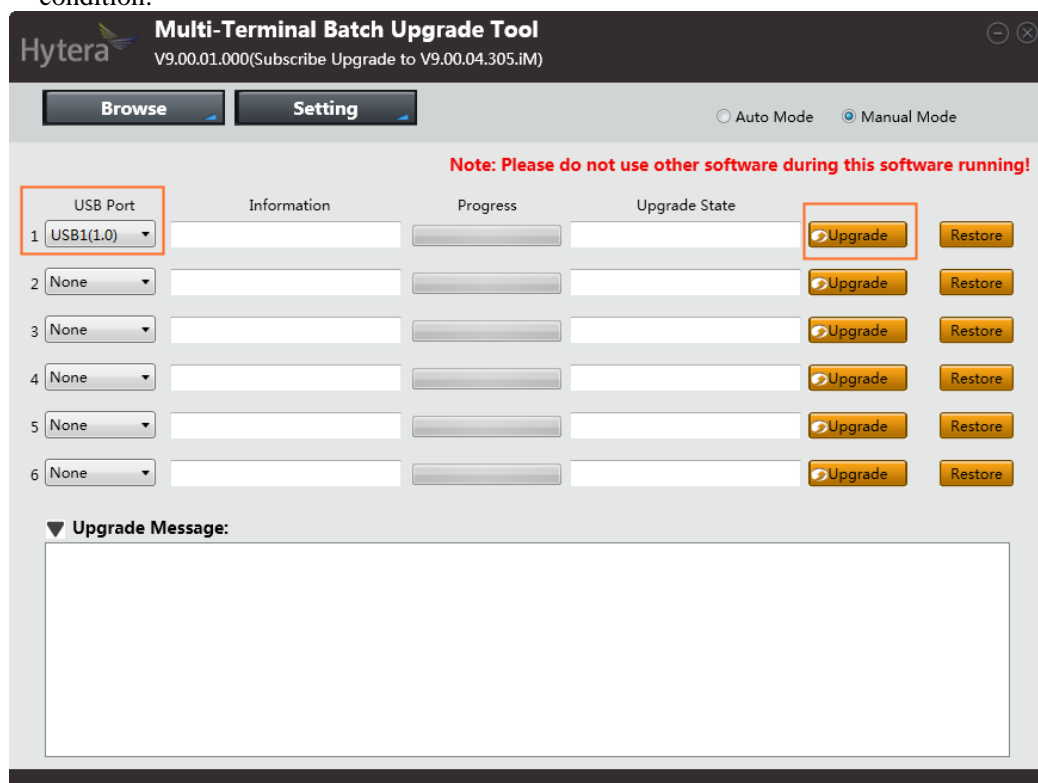 condition.
Hytera
Multi-Terminal Batch Upgrade Tool
V9.00.01.000(Subscribe Upgrade to V9.00.04.305.iM)
Browse Setting Auto Mode Manual Mode
Note: Please do not use other software during this software running!
USB Port Information Progress Upgrade State
1 USB1(1.0) Upgrade Restore
2 None Upgrade Restore
3 None Upgrade Restore
4 None Upgrade Restore
5 None Upgrade Restore
6 None Upgrade Restore
Upgrade Message: